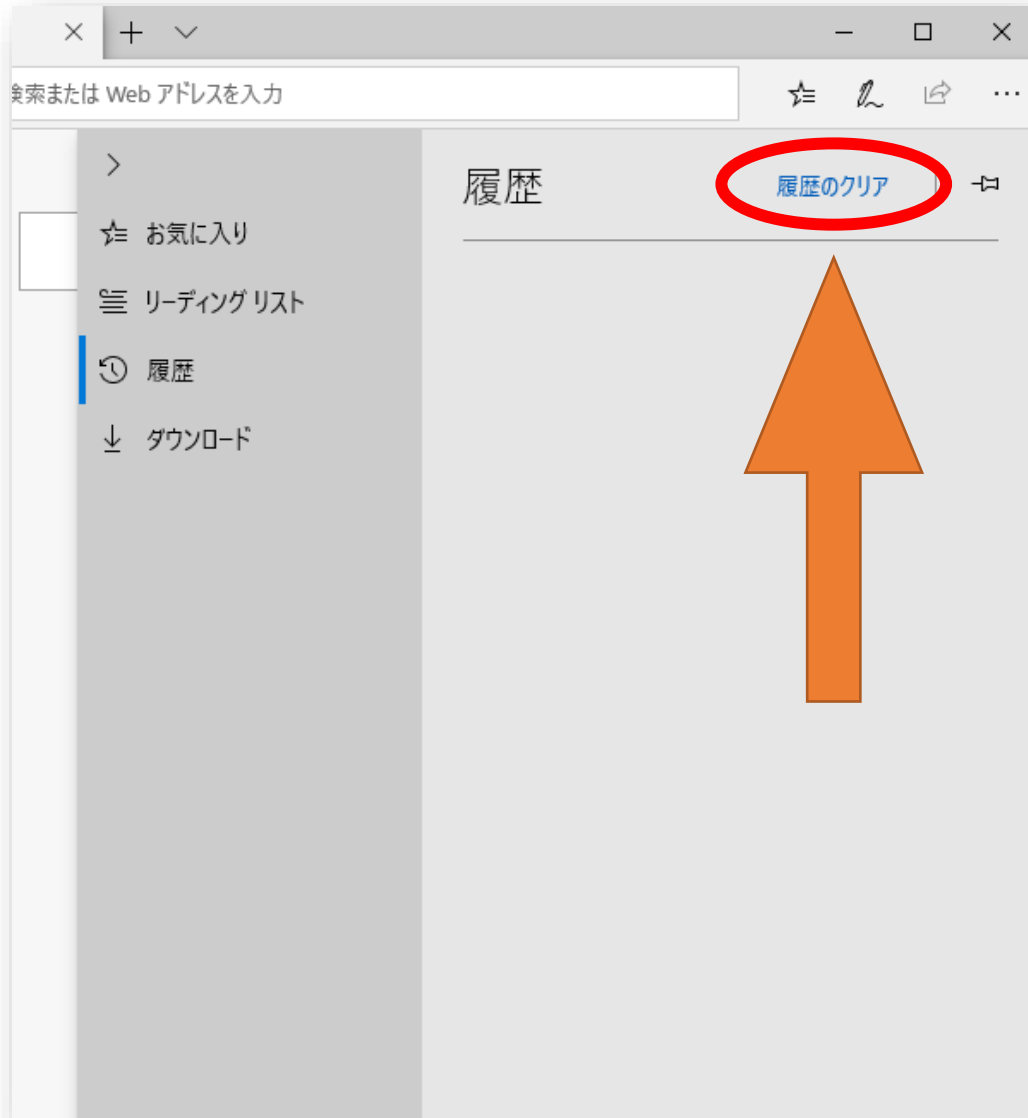 索または Web アドレスを入力
履歴
履歴のクリア
お気に入り
リーディング リスト
履歴
ダウンロード